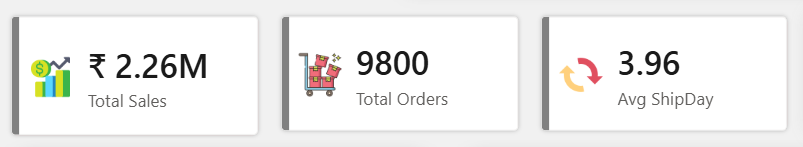 ₹ 2.26M
Total Sales
9800
Total Orders
3.96
Avg ShipDay